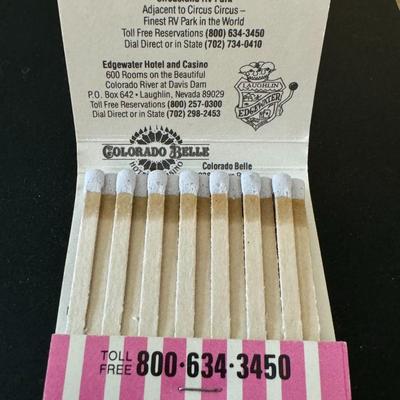 Adjacent to Circus Circus –
Finest RV Park in the World
Toll Free Reservations (800) 634-3450
Dial Direct or in State (702) 734-0410
Edgewater Hotel and Casino
600 Rooms on the Beautiful
Colorado River at Davis Dam
P.O. Box 642 • Laughlin, Nevada 89029
Toll Free Reservations (800) 257-0300
Dial Direct or in State (702) 298-2453
LAUGHLIN
EDGEWATER
COLORADO BELLE
Colorado Belle
TOLL
FREE 800•634•3450